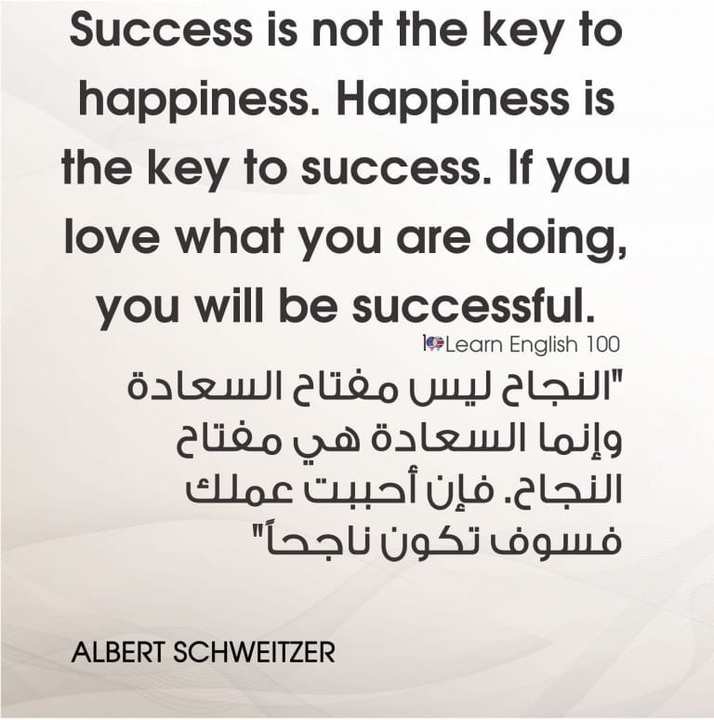 Success is not the key to
happiness. Happiness is
the key to success. If you
love what you are doing,
you will be successful.
Learn English 100
"النجاح ليس مفتاح السعادة
وإنما السعادة هي مفتاح
النجاح. فإن أحببت عملك
فسوف تكون ناجحاً"
ALBERT SCHWEITZER